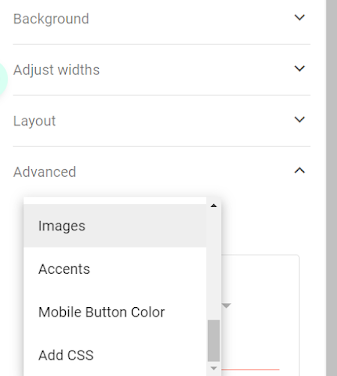 Background
Adjust widths
Layout
Advanced
Images
Accents
Mobile Button Color
Add CSS